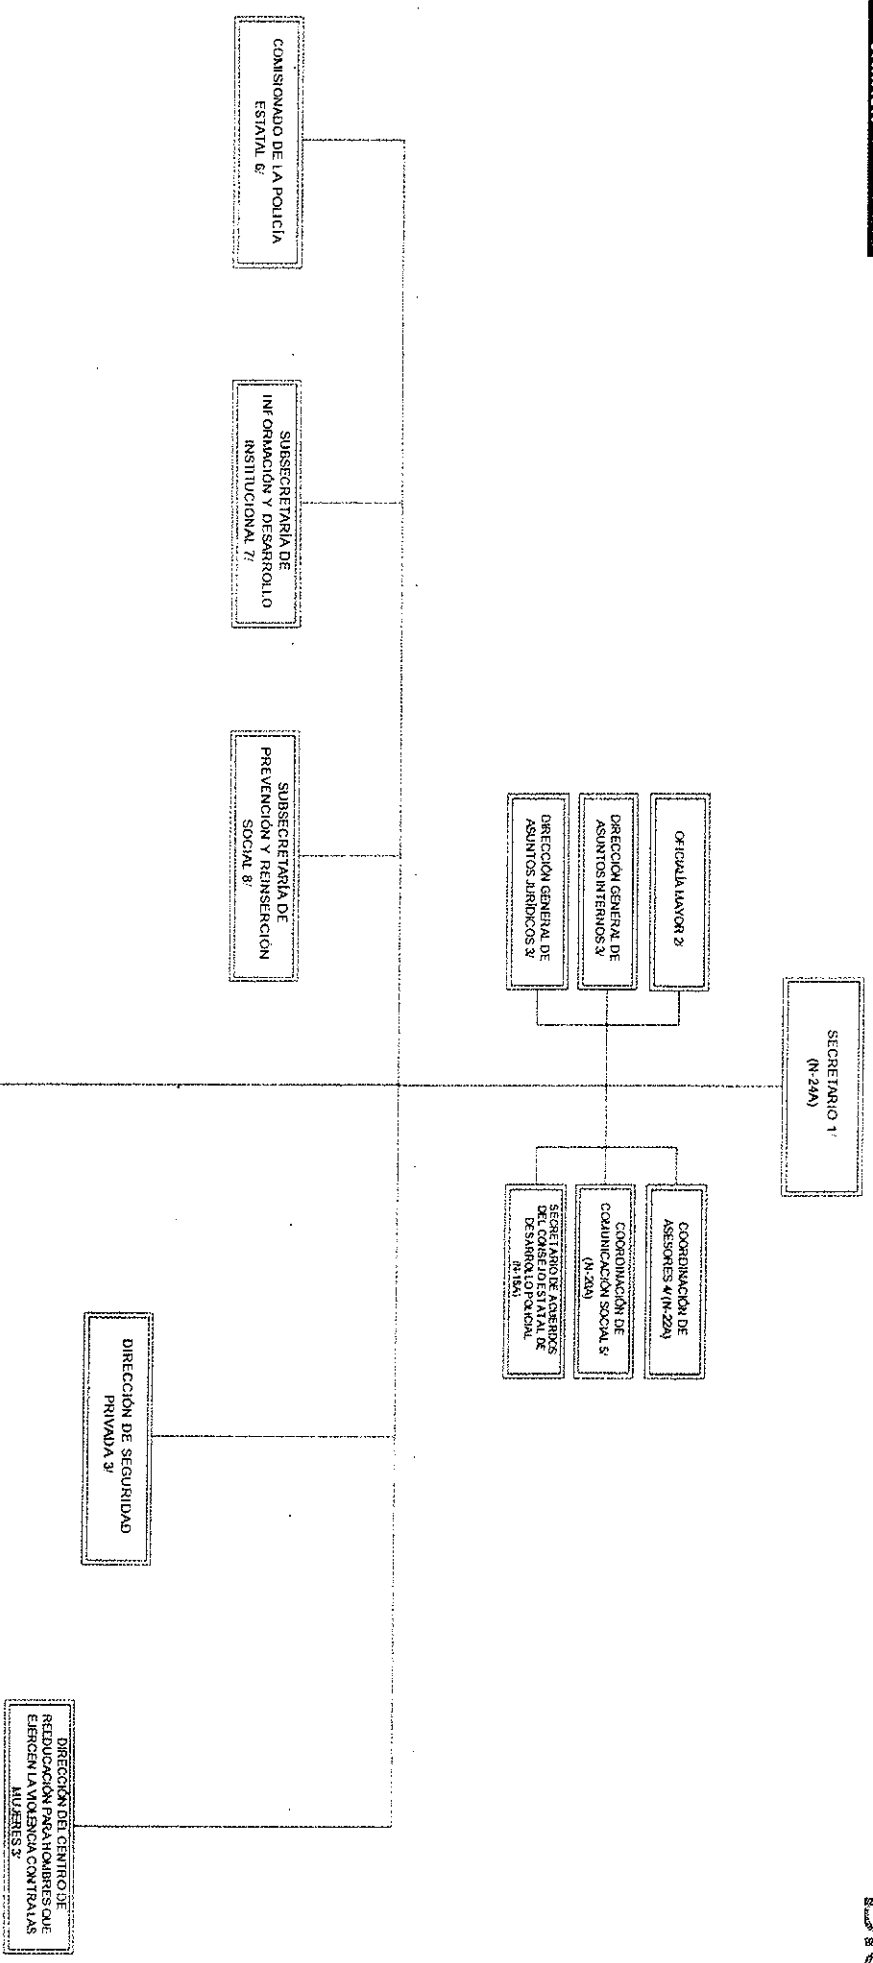 SECRETARIO 1/
(N-24A)
OFICIALÍA MAYOR 2/
DIRECCIÓN GENERAL DE
ASUNTOS INTERNOS 3/
DIRECCIÓN GENERAL DE
ASUNTOS JURÍDICOS 3/
COORDINACIÓN DE
ASESORES 4/ (N-22A)
COORDINACIÓN DE
COMUNICACIÓN SOCIAL 5/
(N-20A)
SECRETARIO DE ACUERDOS
DEL CONSEJO ESTATAL DE
DESARROLLO POLICIAL
COMISIONADO DE LA POLICÍA
ESTATAL 6/
SUBSECRETARÍA DE
INFORMACIÓN Y DESARROLLO
INSTITUCIONAL 7/
SUBSECRETARÍA DE
PREVENCIÓN Y REINSERCIÓN
SOCIAL 8/
DIRECCIÓN DE SEGURIDAD
PRIVADA 3/
DIRECCIÓN DEL CENTRO DE
REEDUCACIÓN PARA HOMBRES QUE
EJERCEN LA VIOLENCIA CONTRA LAS
MUJERES 3/